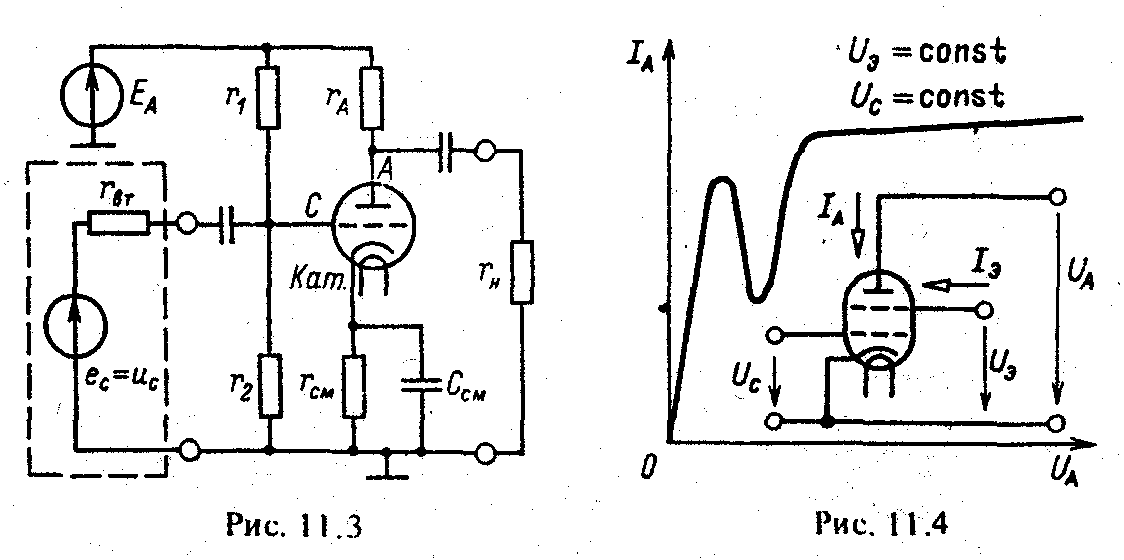 E_A
r_1
r_A
A
r_вт
C
Кат.
r_н
e_c=u_c
r_2
r_см
C_см
Рис. 11.3
I_A
U_э = const
U_c = const
I_A
I_э
U_A
U_c
U_э
0
U_A
Рис. 11.4